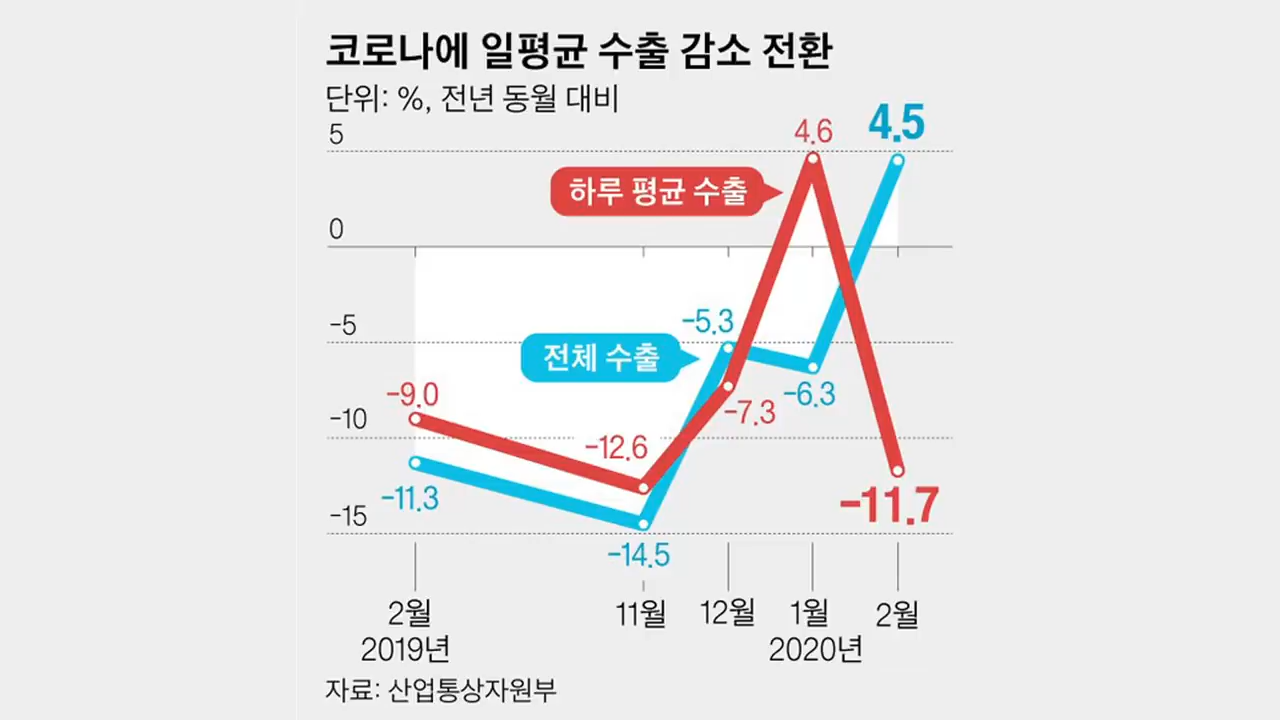 코로나에 일평균 수출 감소 전환
단위: %, 전년 동월 대비
5
0
-5
-10
-15
하루 평균 수출
전체 수출
-9.0
-12.6
-7.3
4.6
-11.7
-11.3
-14.5
-5.3
-6.3
4.5
2월 11월 12월 1월 2월
2019년 2020년
자료: 산업통상자원부